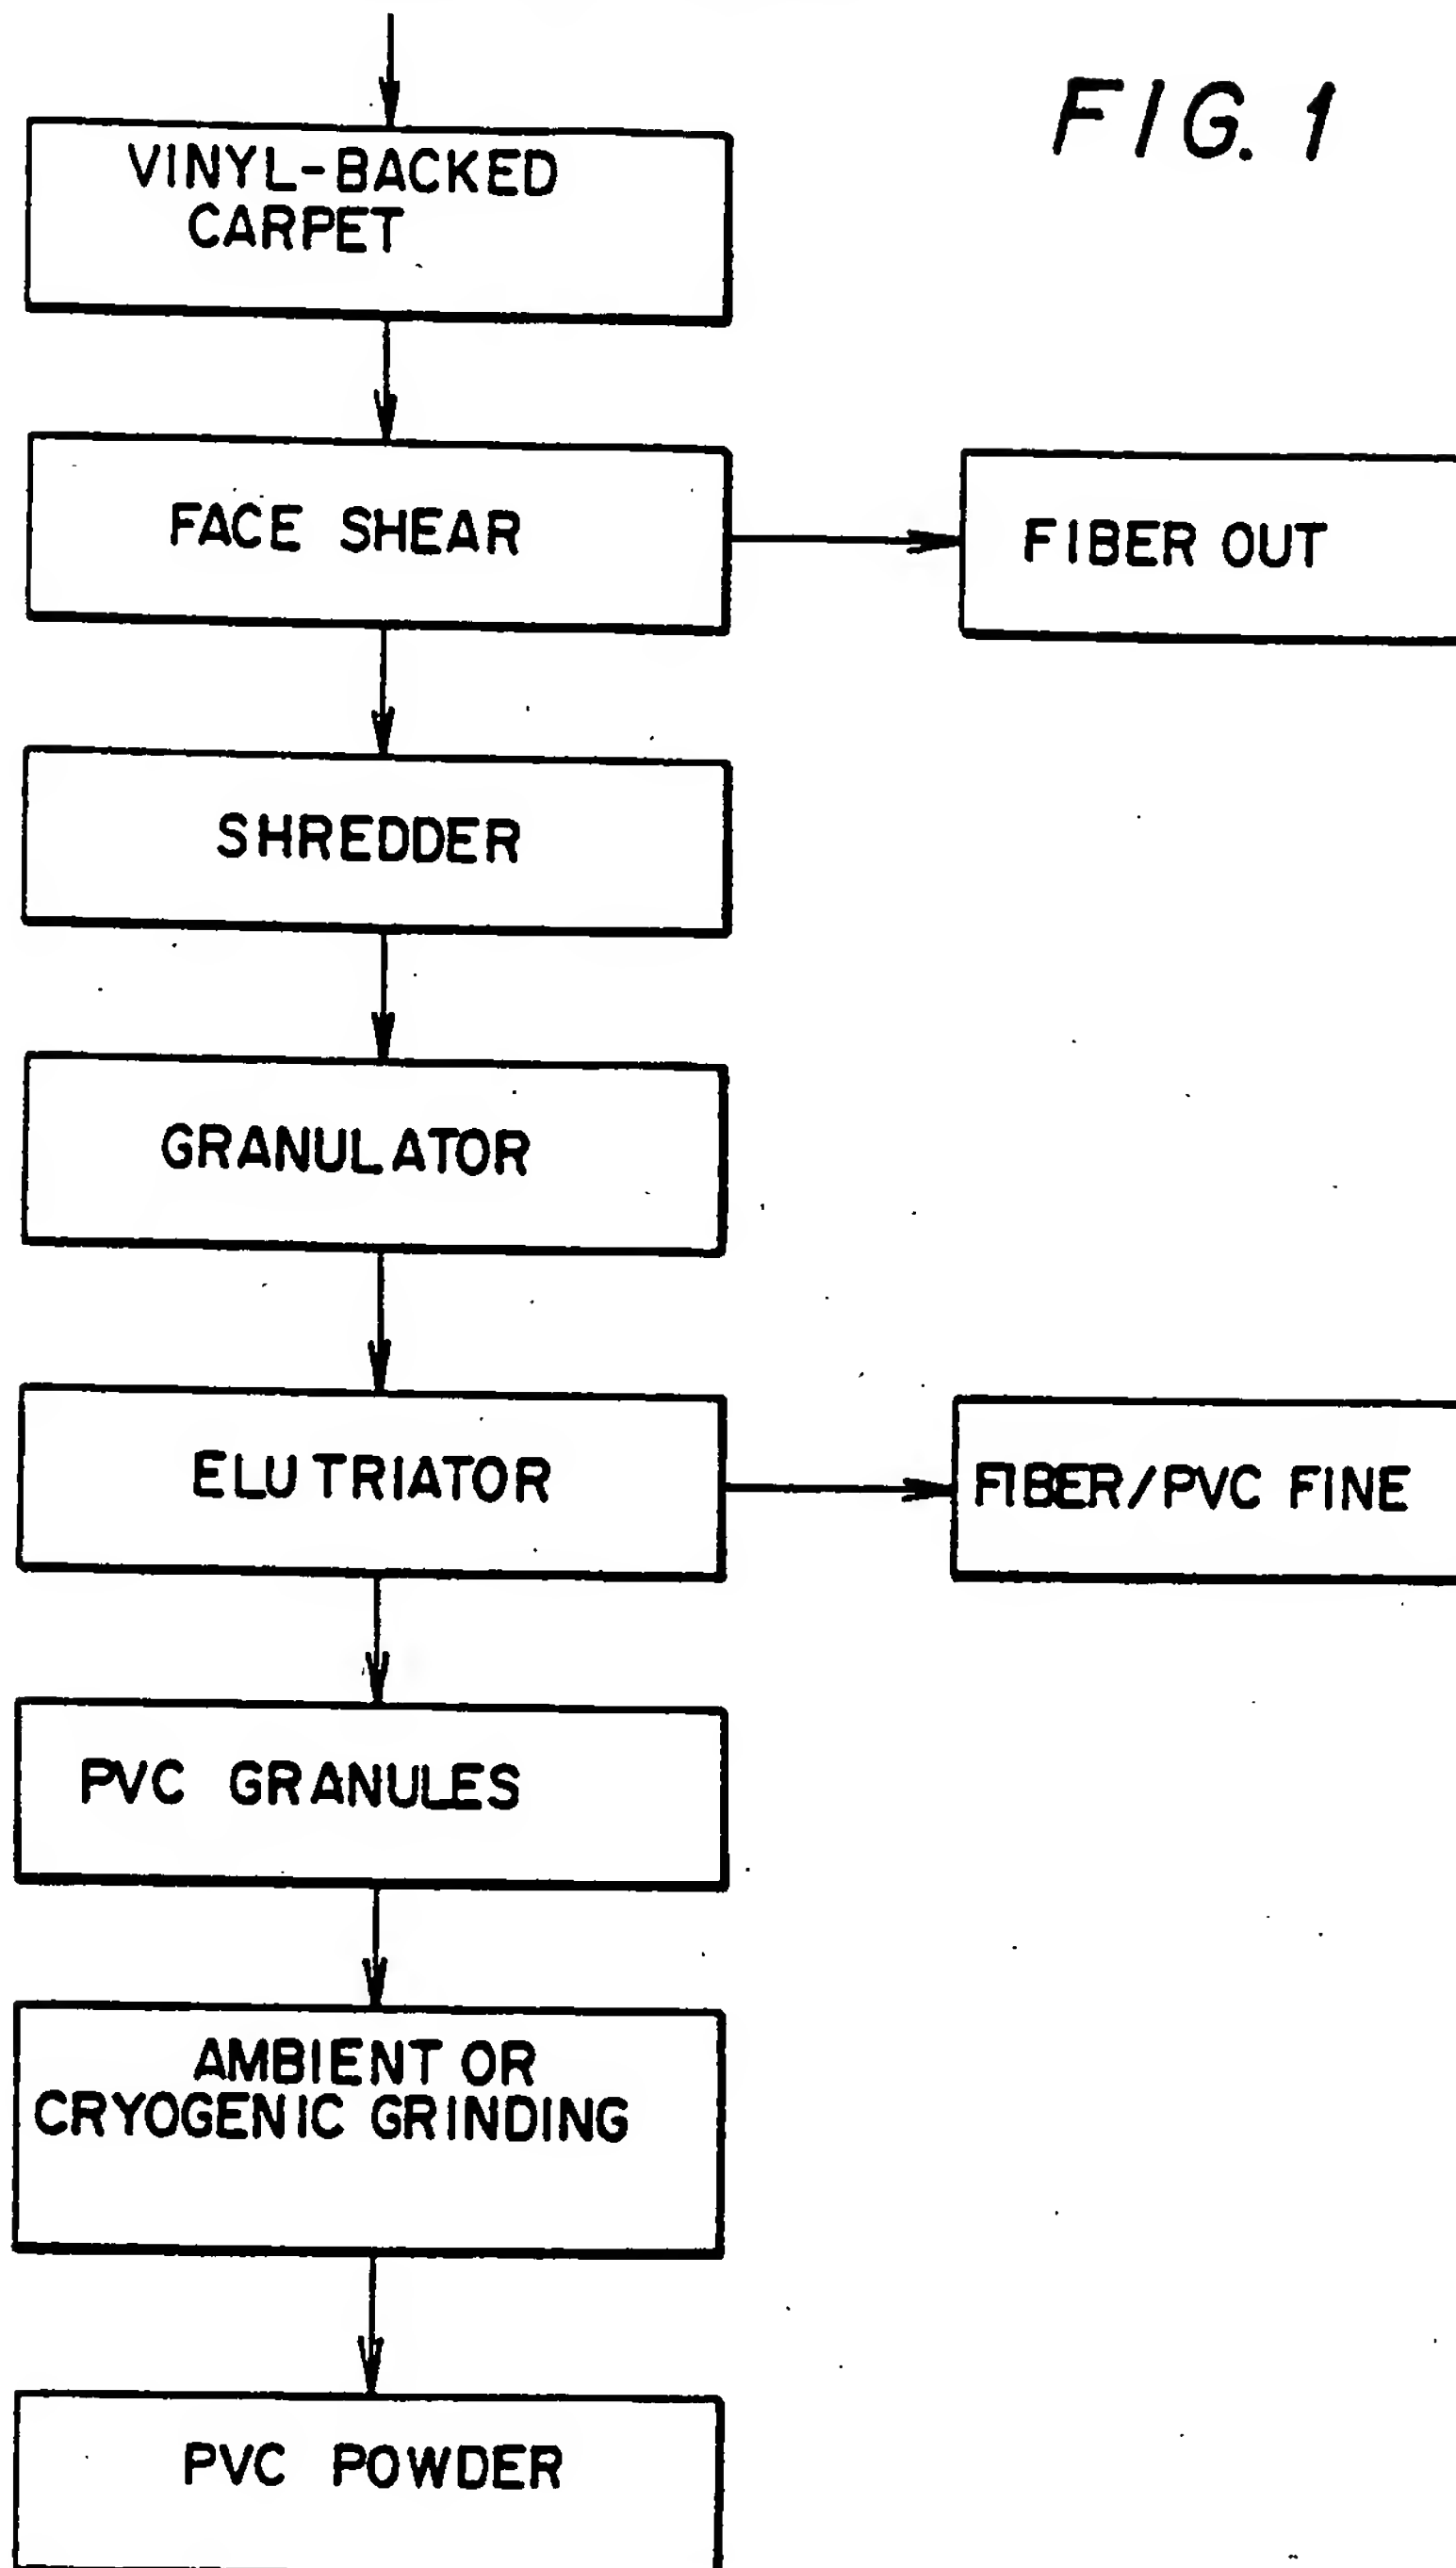 FIG. 1
VINYL-BACKED
CARPET
FACE SHEAR
FIBER OUT
SHREDDER
GRANULATOR
ELUTRIATOR
FIBER/PVC FINE
PVC GRANULES
AMBIENT OR
CRYOGENIC GRINDING
PVC POWDER